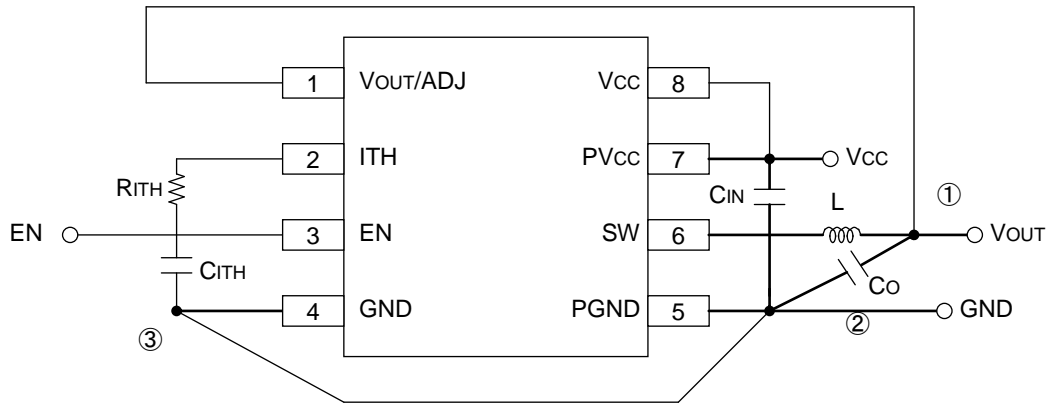 1 VOUT/ADJ VCC 8
2 ITH PVCC 7 VCC
RITH CIN L ①
EN 3 EN SW 6 VOUT
CITH CO
4 GND PGND 5 GND
③ ②